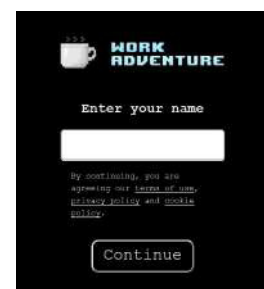 WORK
ADVENTURE
Enter your name
By continuing, you are
agreeing our terms of use,
privacy policy and cookie
policy.
Continue